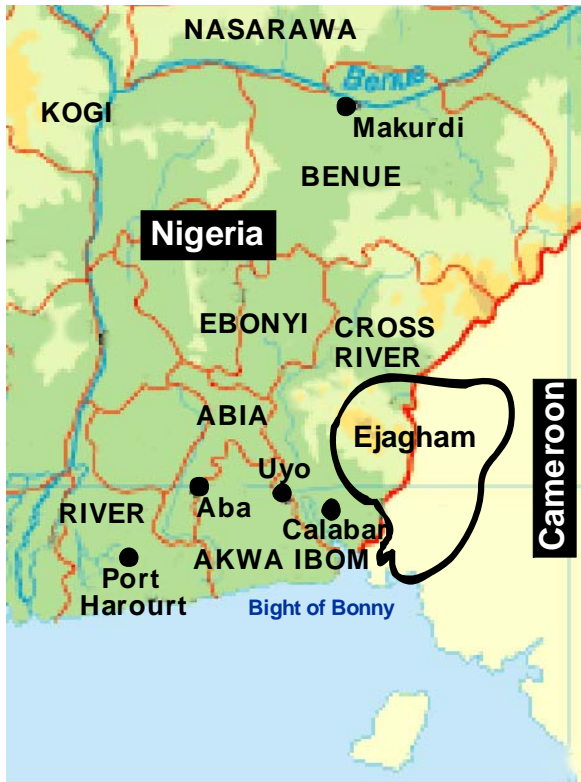 NASARAWA
Benue
KOGI
Makurdi
BENUE
Nigeria
EBONYI
CROSS
RIVER
ABIA
Ejagham
Cameroon
Uyo
Aba
RIVER
Calabar
AKWA IBOM
Port
Harourt
Bight of Bonny